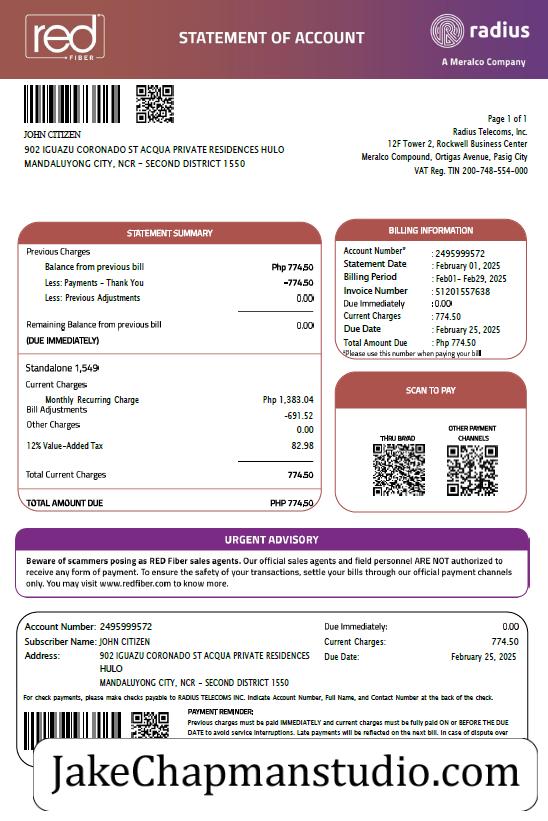 red
FIBER
STATEMENT OF ACCOUNT
radius
A Meralco Company
JOHN CITIZEN
902 IGUAZU CORONADO ST ACQUA PRIVATE RESIDENCES HULO
MANDALUYONG CITY, NCR - SECOND DISTRICT 1550
Page 1 of 1
Radius Telecoms, Inc.
12F Tower 2, Rockwell Business Center
Meralco Compound, Ortigas Avenue, Pasig City
VAT Reg. TIN 200-748-554-000
STATEMENT SUMMARY
Previous Charges
Balance from previous bill Php 774.50
Less: Payments - Thank You -774.50
Less: Previous Adjustments 0.00
Remaining Balance from previous bill 0.00
(DUE IMMEDIATELY)
Standalone 1,549
Current Charges
Monthly Recurring Charge Php 1,383.04
Bill Adjustments -691.52
Other Charges 0.00
12% Value-Added Tax 82.98
Total Current Charges 774.50
TOTAL AMOUNT DUE PHP 774.50
BILLING INFORMATION
Account Number* : 2495999572
Statement Date : February 01, 2025
Billing Period : Feb01- Feb29, 2025
Invoice Number : 51201557638
Due Immediately : 0.00
Current Charges : 774.50
Due Date : February 25, 2025
Total Amount Due : Php 774.50
*Please use this number when paying your bill
SCAN TO PAY
THRU BAYAD
OTHER PAYMENT
CHANNELS
URGENT ADVISORY
Beware of scammers posing as RED Fiber sales agents. Our official sales agents and field personnel ARE NOT authorized to
receive any form of payment. To ensure the safety of your transactions, settle your bills through our official payment channels
only. You may visit www.redfiber.com to know more.
Account Number: 2495999572
Subscriber Name: JOHN CITIZEN
Address: 902 IGUAZU CORONADO ST ACQUA PRIVATE RESIDENCES
HULO
MANDALUYONG CITY, NCR - SECOND DISTRICT 1550
Due Immediately: 0.00
Current Charges: 774.50
Due Date: February 25, 2025
For check payments, please make checks payable to RADIUS TELECOMS INC. Indicate Account Number, Full Name, and Contact Number at the back of the check.
PAYMENT REMINDER:
Previous charges must be paid IMMEDIATELY and current charges must be fully paid ON or BEFORE THE DUE
DATE to avoid service interruptions. Late payments will be reflected on the next bill. In case of dispute over
JakeChapmanstudio.com